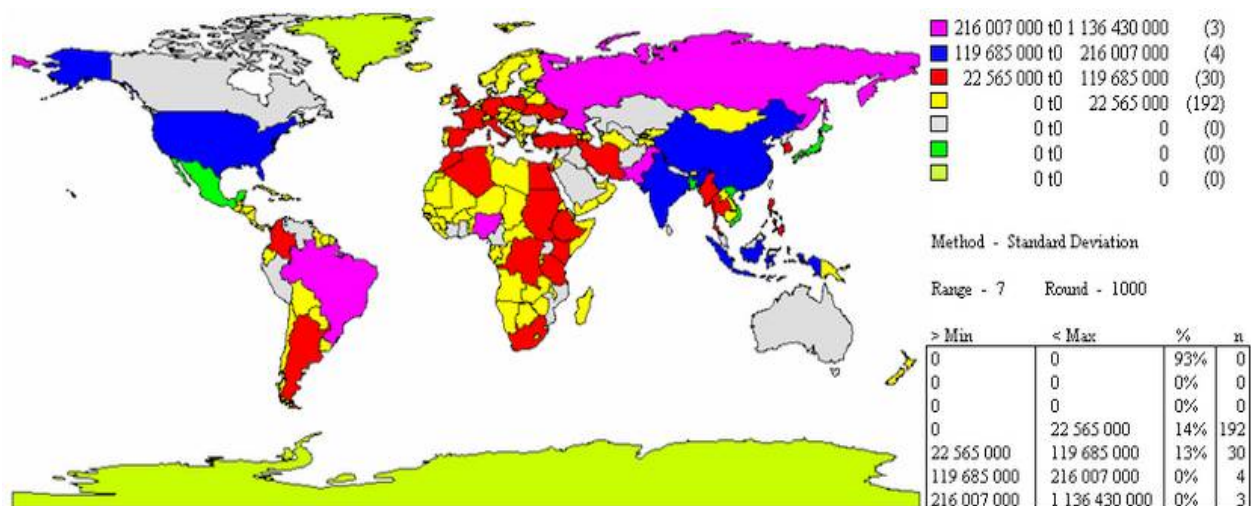 216 007 000 t0 1 136 430 000 (3)
119 685 000 t0 216 007 000 (4)
22 565 000 t0 119 685 000 (30)
0 t0 22 565 000 (192)
0 t0 0 (0)
0 t0 0 (0)
0 t0 0 (0)
Method - Standard Deviation
Range - 7 Round - 1000
> Min < Max % n
0 0 93% 0
0 0 0% 0
0 0 0% 0
0 22 565 000 14% 192
22 565 000 119 685 000 13% 30
119 685 000 216 007 000 0% 4
216 007 000 1 136 430 000 0% 3